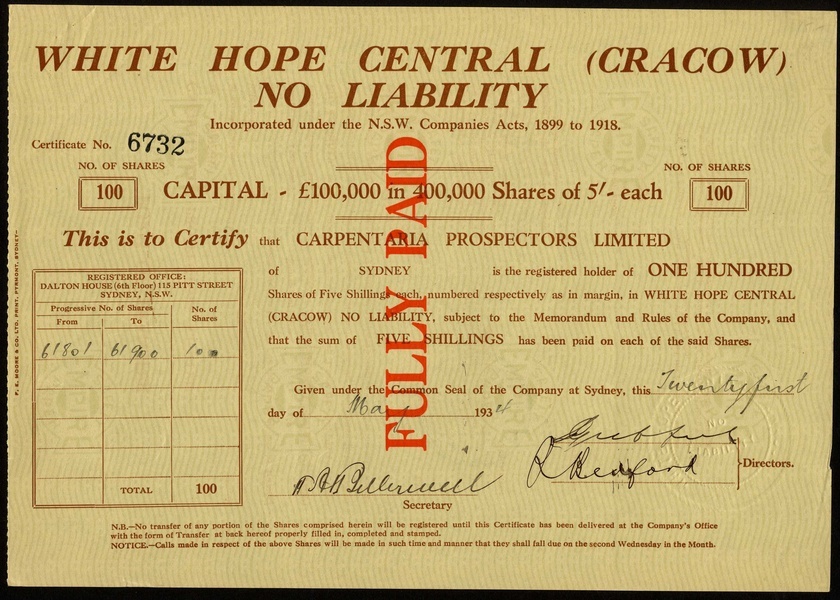 WHITE HOPE CENTRAL (CRACOW)
NO LIABILITY
Incorporated under the N.S.W. Companies Acts, 1899 to 1918.
Certificate No. 6732
NO. OF SHARES
100
CAPITAL - £100,000 in 400,000 Shares of 5/- each
NO. OF SHARES
100
FULLY PAID
This is to Certify that CARPENTARIA PROSPECTORS LIMITED
of SYDNEY is the registered holder of ONE HUNDRED
Shares of Five Shillings each, numbered respectively as in margin, in WHITE HOPE CENTRAL
(CRACOW) NO LIABILITY, subject to the Memorandum and Rules of the Company, and
that the sum of FIVE SHILLINGS has been paid on each of the said Shares.
REGISTERED OFFICE:
DALTON HOUSE (6th Floor) 115 PITT STREET
SYDNEY, N.S.W.
Progressive No. of Shares
No. of Shares
From To
61801 61900 100
TOTAL 100
Given under the Common Seal of the Company at Sydney, this Twentyfirst
day of May 1934
Bedford
Directors.
Secretary
N.B.—No transfer of any portion of the Shares comprised herein will be registered until this Certificate has been delivered at the Company's Office
with the form of Transfer at back hereof properly filled in, completed and stamped.
NOTICE.—Calls made in respect of the above Shares will be made in such time and manner that they shall fall due on the second Wednesday in the Month.
F. E. MOORE & CO. LTD. PRINT, PYRMONT, SYDNEY—